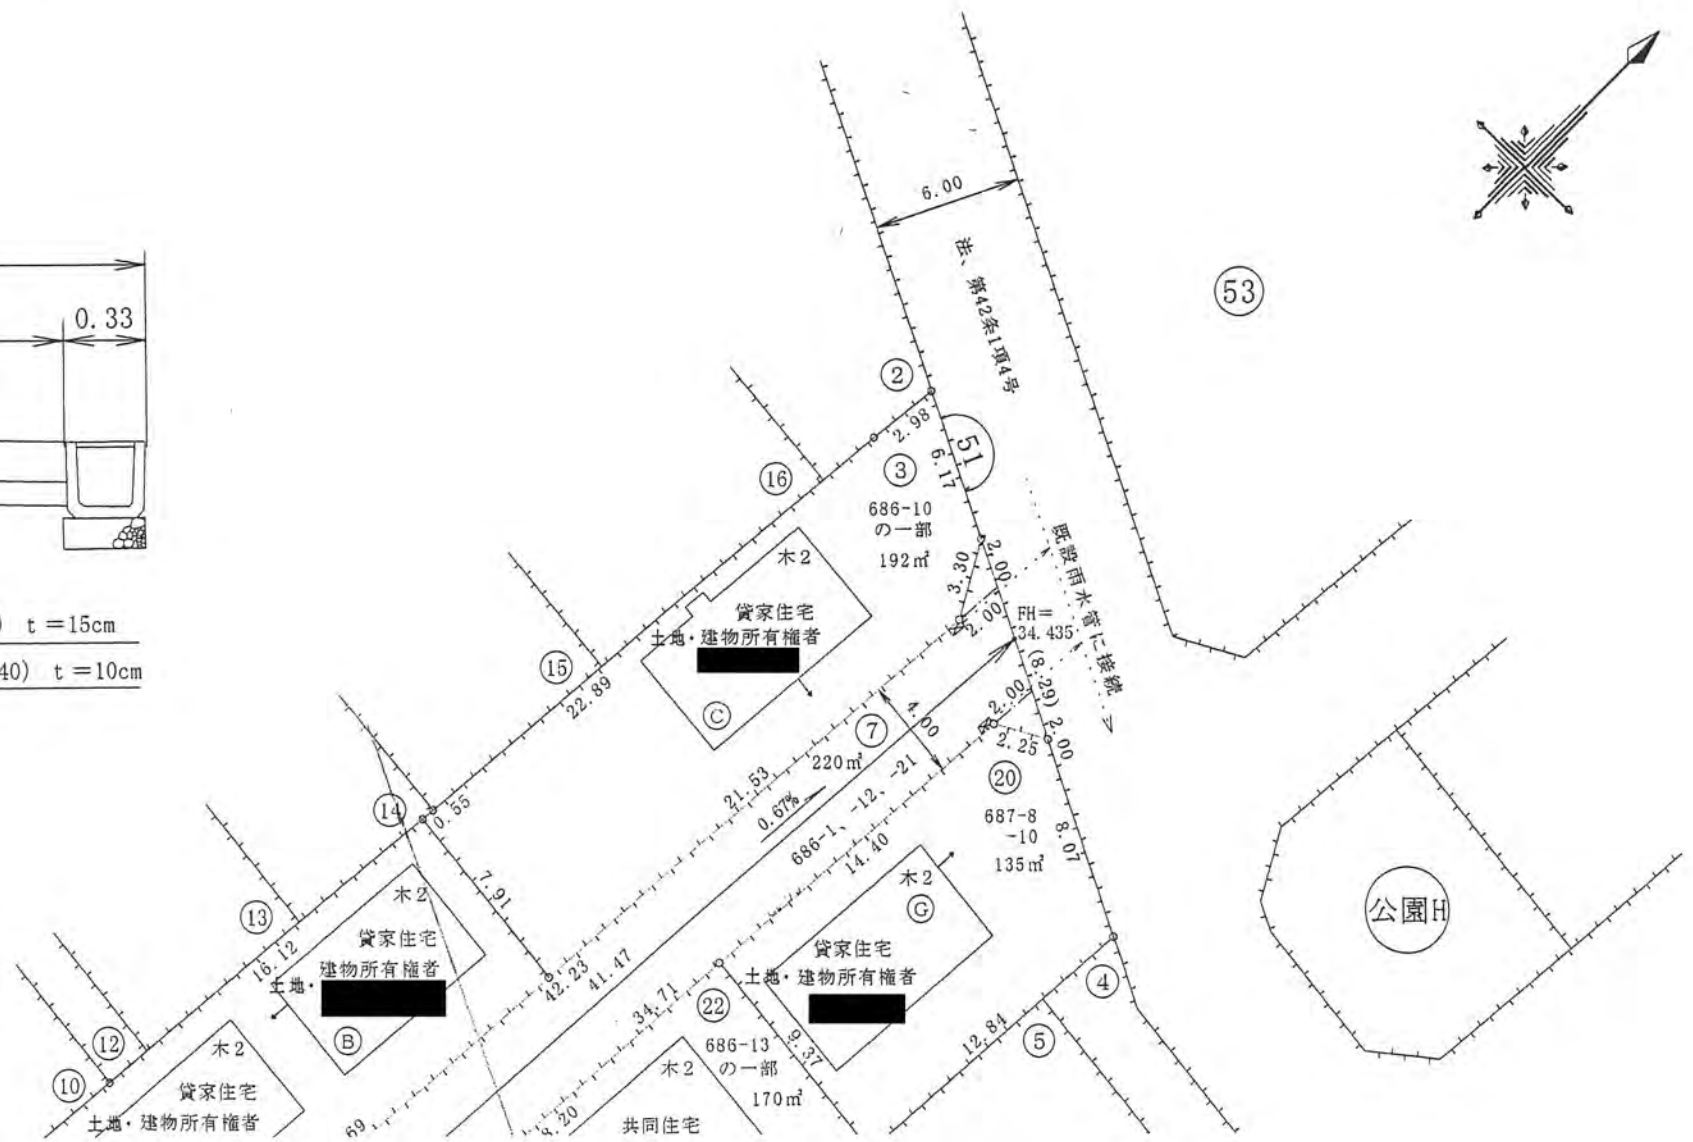 0.33
) t＝15cm
40) t＝10cm
6.00
法、第42条1項4号
53
2
2.98
51
6.17
3
16
686-10
の一部
192㎡
木2
貸家住宅
土地・建物所有権者
C
15
22.89
3.30
2.00
2.00
既設雨水管に接続
FH＝
34.435
(8.29)
2.00
2.00
2.25
4.00
7
220㎡
21.53
0.67%
686-1、-12、-21
14.40
20
687-8
-10
135㎡
8.07
14
0.55
7.91
13
16.12
木2
貸家住宅
建物所有権者
土地・
B
42.23
41.47
34.71
木2
G
貸家住宅
土地・建物所有権者
22
686-13
の一部
170㎡
9.37
木2
共同住宅
8.20
69
12
10
木2
貸家住宅
土地・建物所有権者
4
5
12.84
公園H